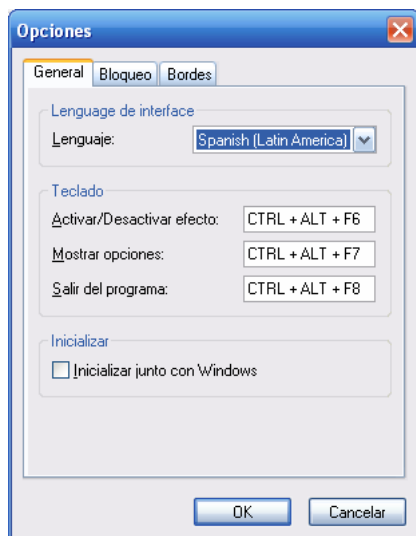 Opciones
General Bloqueo Bordes
Lenguage de interface
Lenguaje: Spanish (Latin America)
Teclado
Activar/Desactivar efecto: CTRL + ALT + F6
Mostrar opciones: CTRL + ALT + F7
Salir del programa: CTRL + ALT + F8
Inicializar
Inicializar junto con Windows
OK Cancelar